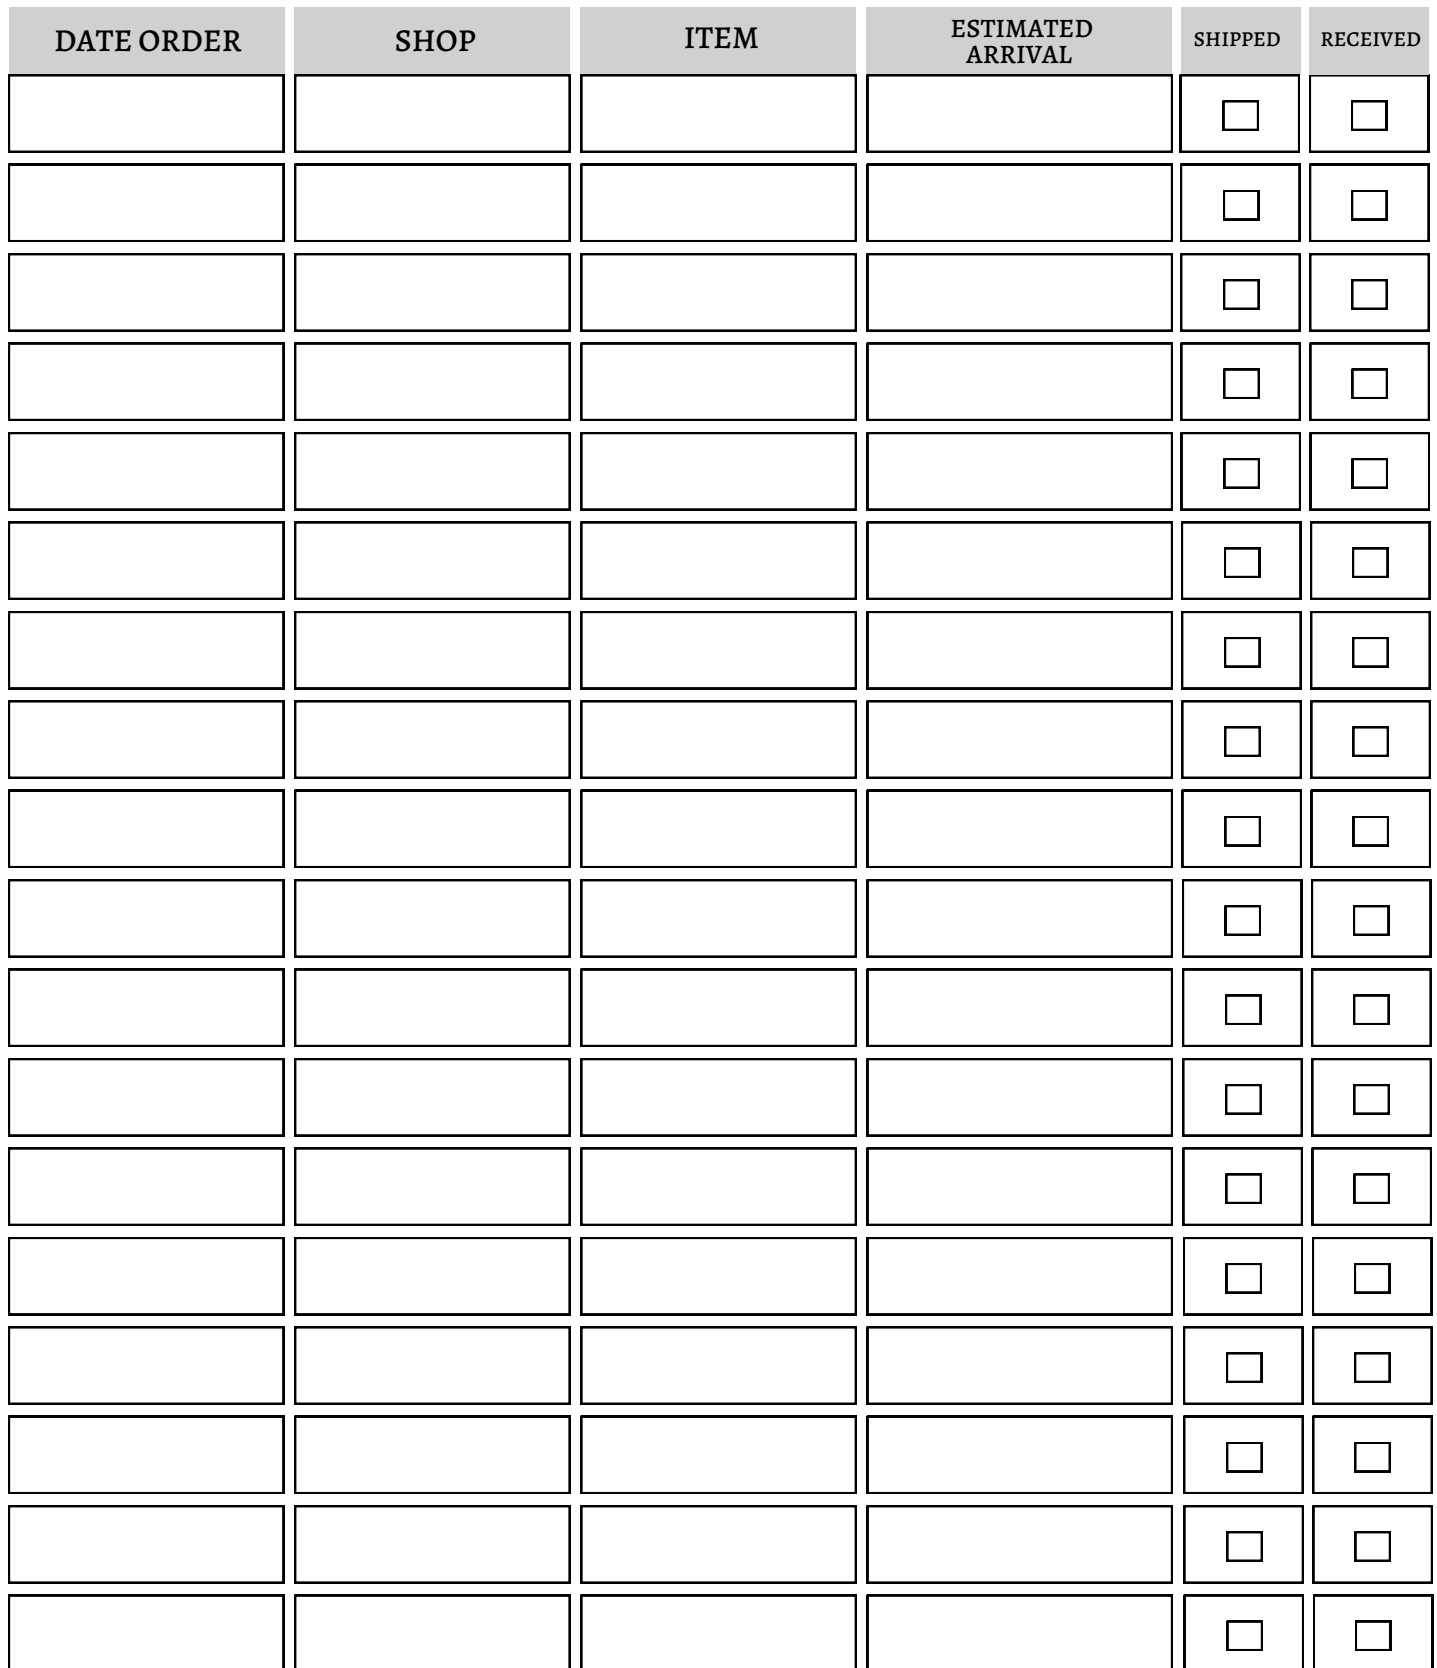 DATE ORDER
SHOP
ITEM
ESTIMATED
ARRIVAL
SHIPPED
RECEIVED